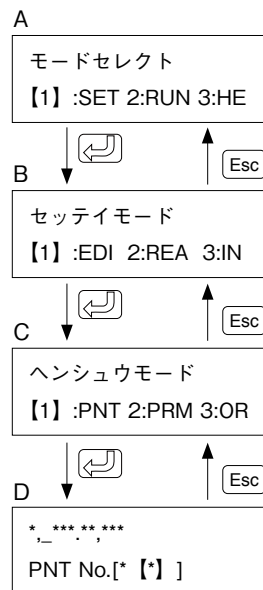 A
モードセレクト
【1】:SET 2:RUN 3:HE
Esc
B
セッテイモード
【1】:EDI 2:REA 3:IN
Esc
C
ヘンシュウモード
【1】:PNT 2:PRM 3:OR
Esc
D
*,_***.**,***
PNT No.[*【*】]